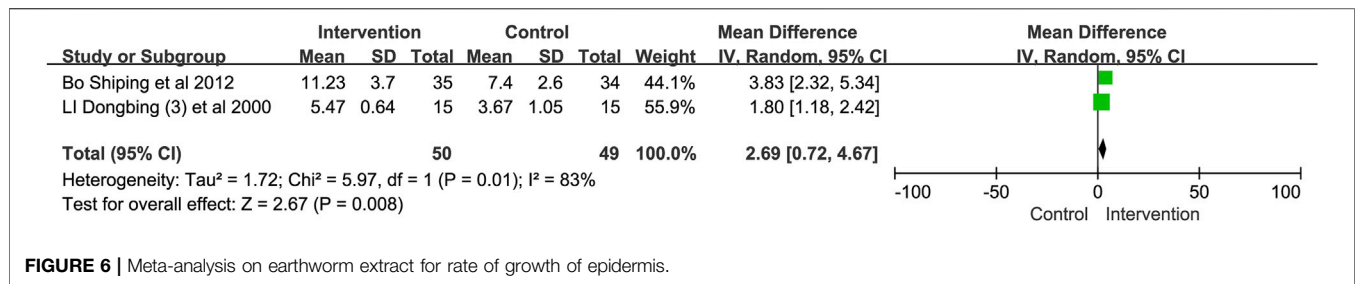 Intervention Control Mean Difference Mean Difference
Study or Subgroup Mean SD Total Mean SD Total Weight IV, Random, 95% CI IV, Random, 95% CI
Bo Shiping et al 2012 11.23 3.7 35 7.4 2.6 34 44.1% 3.83 [2.32, 5.34]
LI Dongbing (3) et al 2000 5.47 0.64 15 3.67 1.05 15 55.9% 1.80 [1.18, 2.42]
Total (95% CI) 50 49 100.0% 2.69 [0.72, 4.67]
Heterogeneity: Tau² = 1.72; Chi² = 5.97, df = 1 (P = 0.01); I² = 83%
Test for overall effect: Z = 2.67 (P = 0.008)
-100 -50 0 50 100
Control Intervention
FIGURE 6 | Meta-analysis on earthworm extract for rate of growth of epidermis.